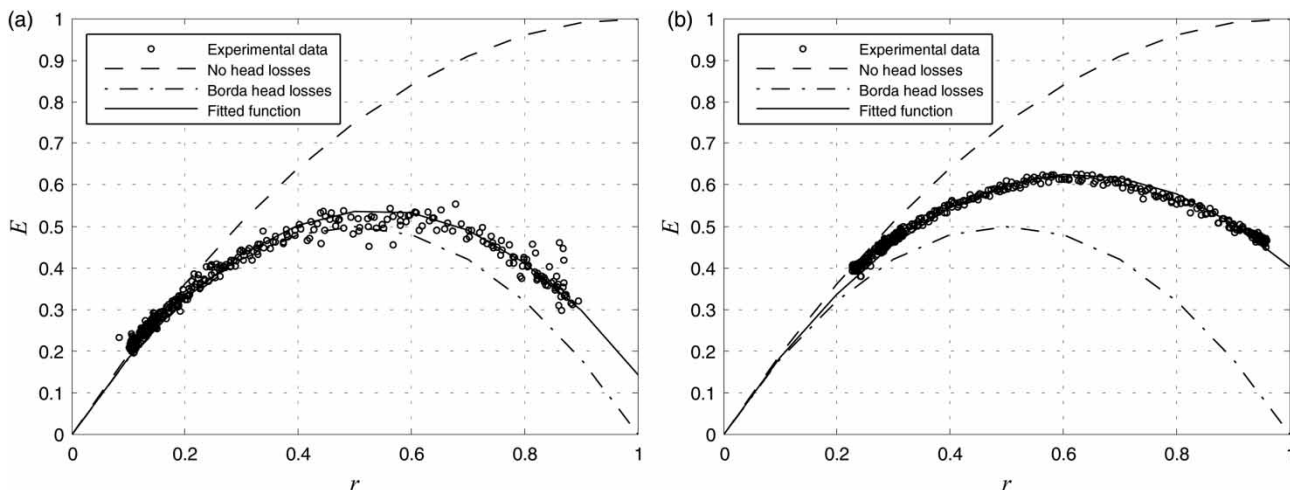 (a)
Experimental data
No head losses
Borda head losses
Fitted function
1
0.9
0.8
0.7
0.6
0.5
0.4
0.3
0.2
0.1
0
E
0 0.2 0.4 0.6 0.8 1
r
(b)
Experimental data
No head losses
Borda head losses
Fitted function
1
0.9
0.8
0.7
0.6
0.5
0.4
0.3
0.2
0.1
0
E
0 0.2 0.4 0.6 0.8 1
r